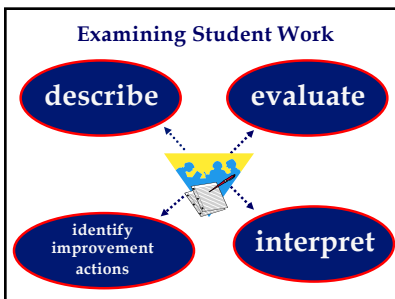 Examining Student Work
describe
evaluate
identify
improvement
actions
interpret